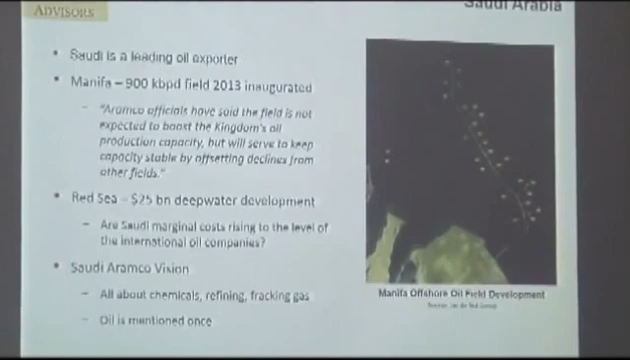 ADVISORS
Saudi Arabia
• Saudi is a leading oil exporter
• Manifa – 900 kbpd field 2013 inaugurated
– "Aramco officials have said the field is not
expected to boost the Kingdom's oil
production capacity, but will serve to keep
capacity stable by offsetting declines from
other fields."
• Red Sea – $25 bn deepwater development
– Are Saudi marginal costs rising to the level of
the international oil companies?
• Saudi Aramco Vision
– All about chemicals, refining, fracking gas
– Oil is mentioned once
Manifa Offshore Oil Field Development